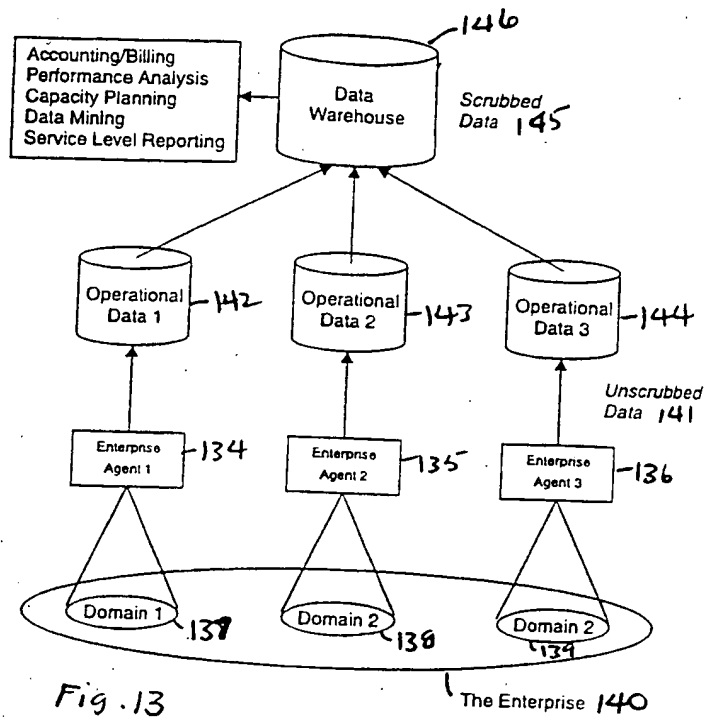 146
Accounting/Billing
Performance Analysis
Capacity Planning
Data Mining
Service Level Reporting
Data
Warehouse
Scrubbed
Data 145
Operational
Data 1
142
Operational
Data 2
143
Operational
Data 3
144
Unscrubbed
Data 141
Enterprise
Agent 1
134
Enterprise
Agent 2
135
Enterprise
Agent 3
136
Domain 1
Domain 2
138
Domain 2
139
Fig. 13
The Enterprise 140